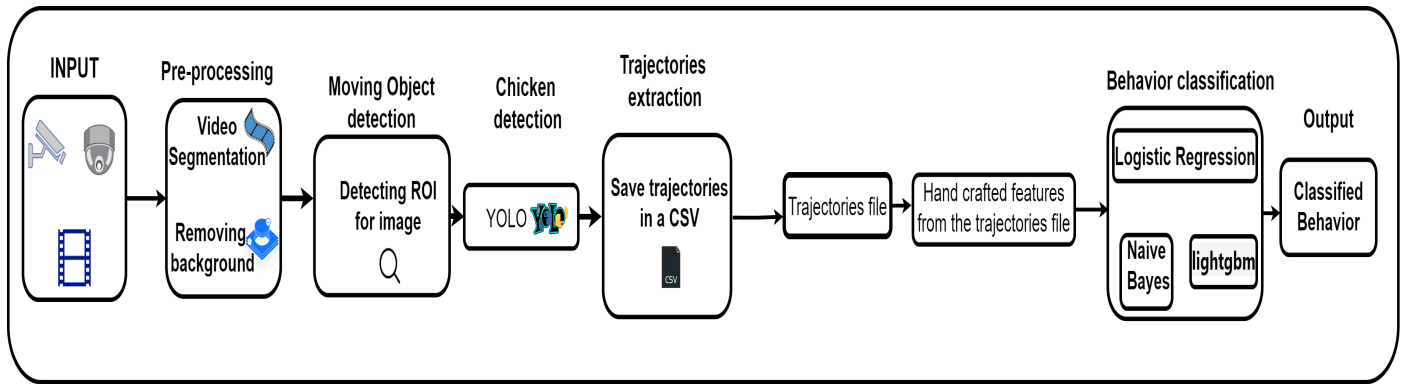 INPUT
Pre-processing
Video
Segmentation
Removing
background
Moving Object
detection
Detecting ROI
for image
Chicken
detection
YOLO YOLO
Trajectories
extraction
Save trajectories
in a CSV
CSV
Trajectories file
Hand crafted features
from the trajectories file
Behavior classification
Logistic Regression
Naive
Bayes
lightgbm
Output
Classified
Behavior